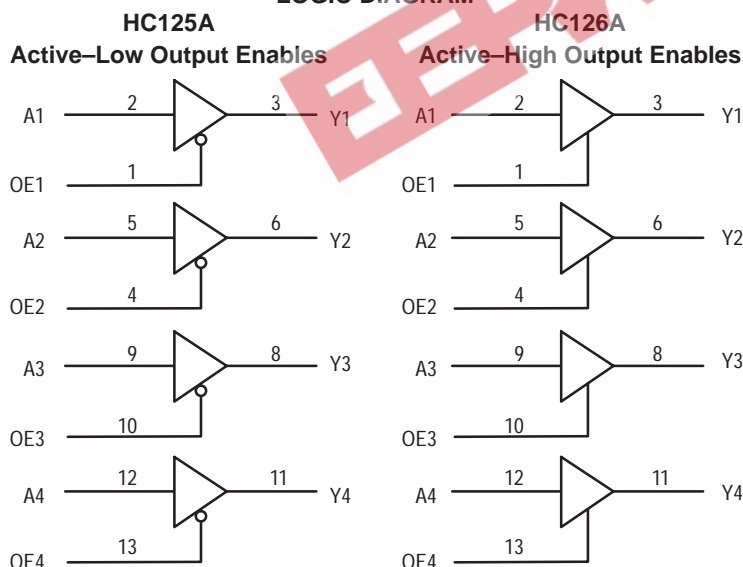 LOGIC DIAGRAM
HC125A
Active–Low Output Enables
A1 2 3 Y1
OE1 1
A2 5 6 Y2
OE2 4
A3 9 8 Y3
OE3 10
A4 12 11 Y4
OE4 13
HC126A
Active–High Output Enables
A1 2 3 Y1
OE1 1
A2 5 6 Y2
OE2 4
A3 9 8 Y3
OE3 10
A4 12 11 Y4
OE4 13